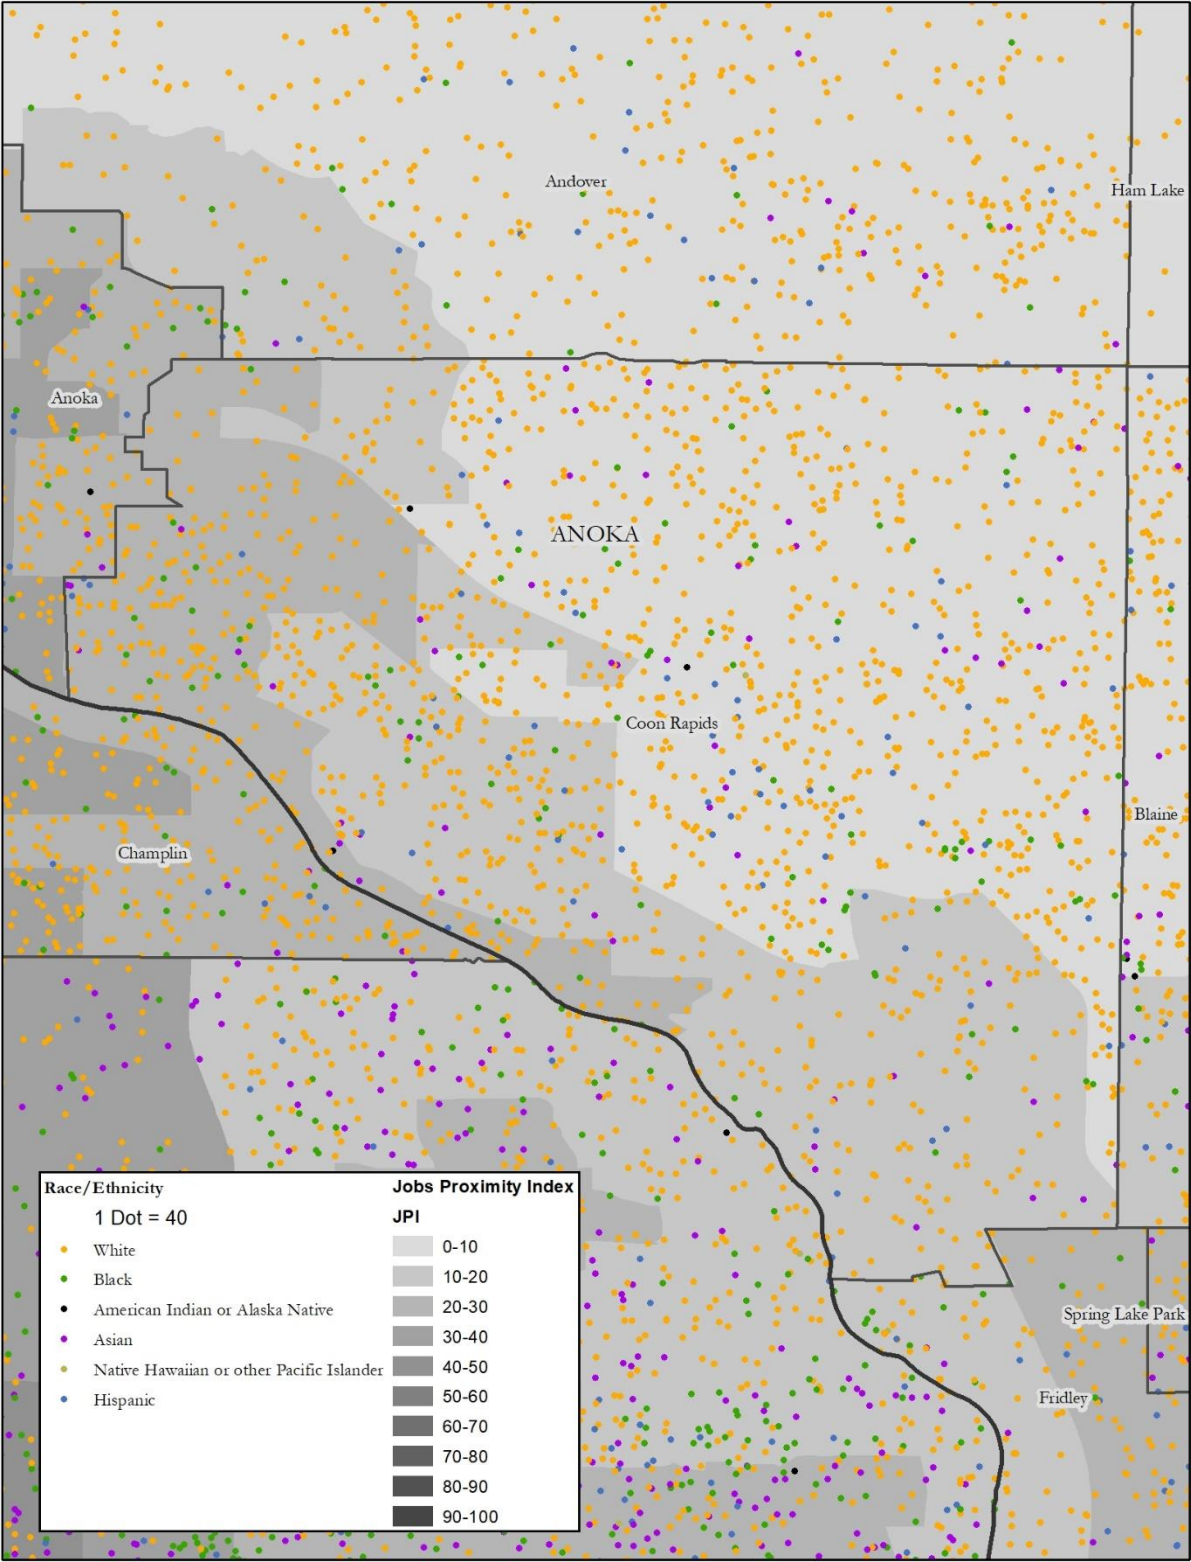 Andover
Ham Lake
Anoka
ANOKA
Coon Rapids
Blaine
Champlin
Race/Ethnicity
1 Dot = 40
White
Black
American Indian or Alaska Native
Asian
Native Hawaiian or other Pacific Islander
Hispanic
Jobs Proximity Index
JPI
0-10
10-20
20-30
30-40
40-50
50-60
60-70
70-80
80-90
90-100
Spring Lake Park
Fridley